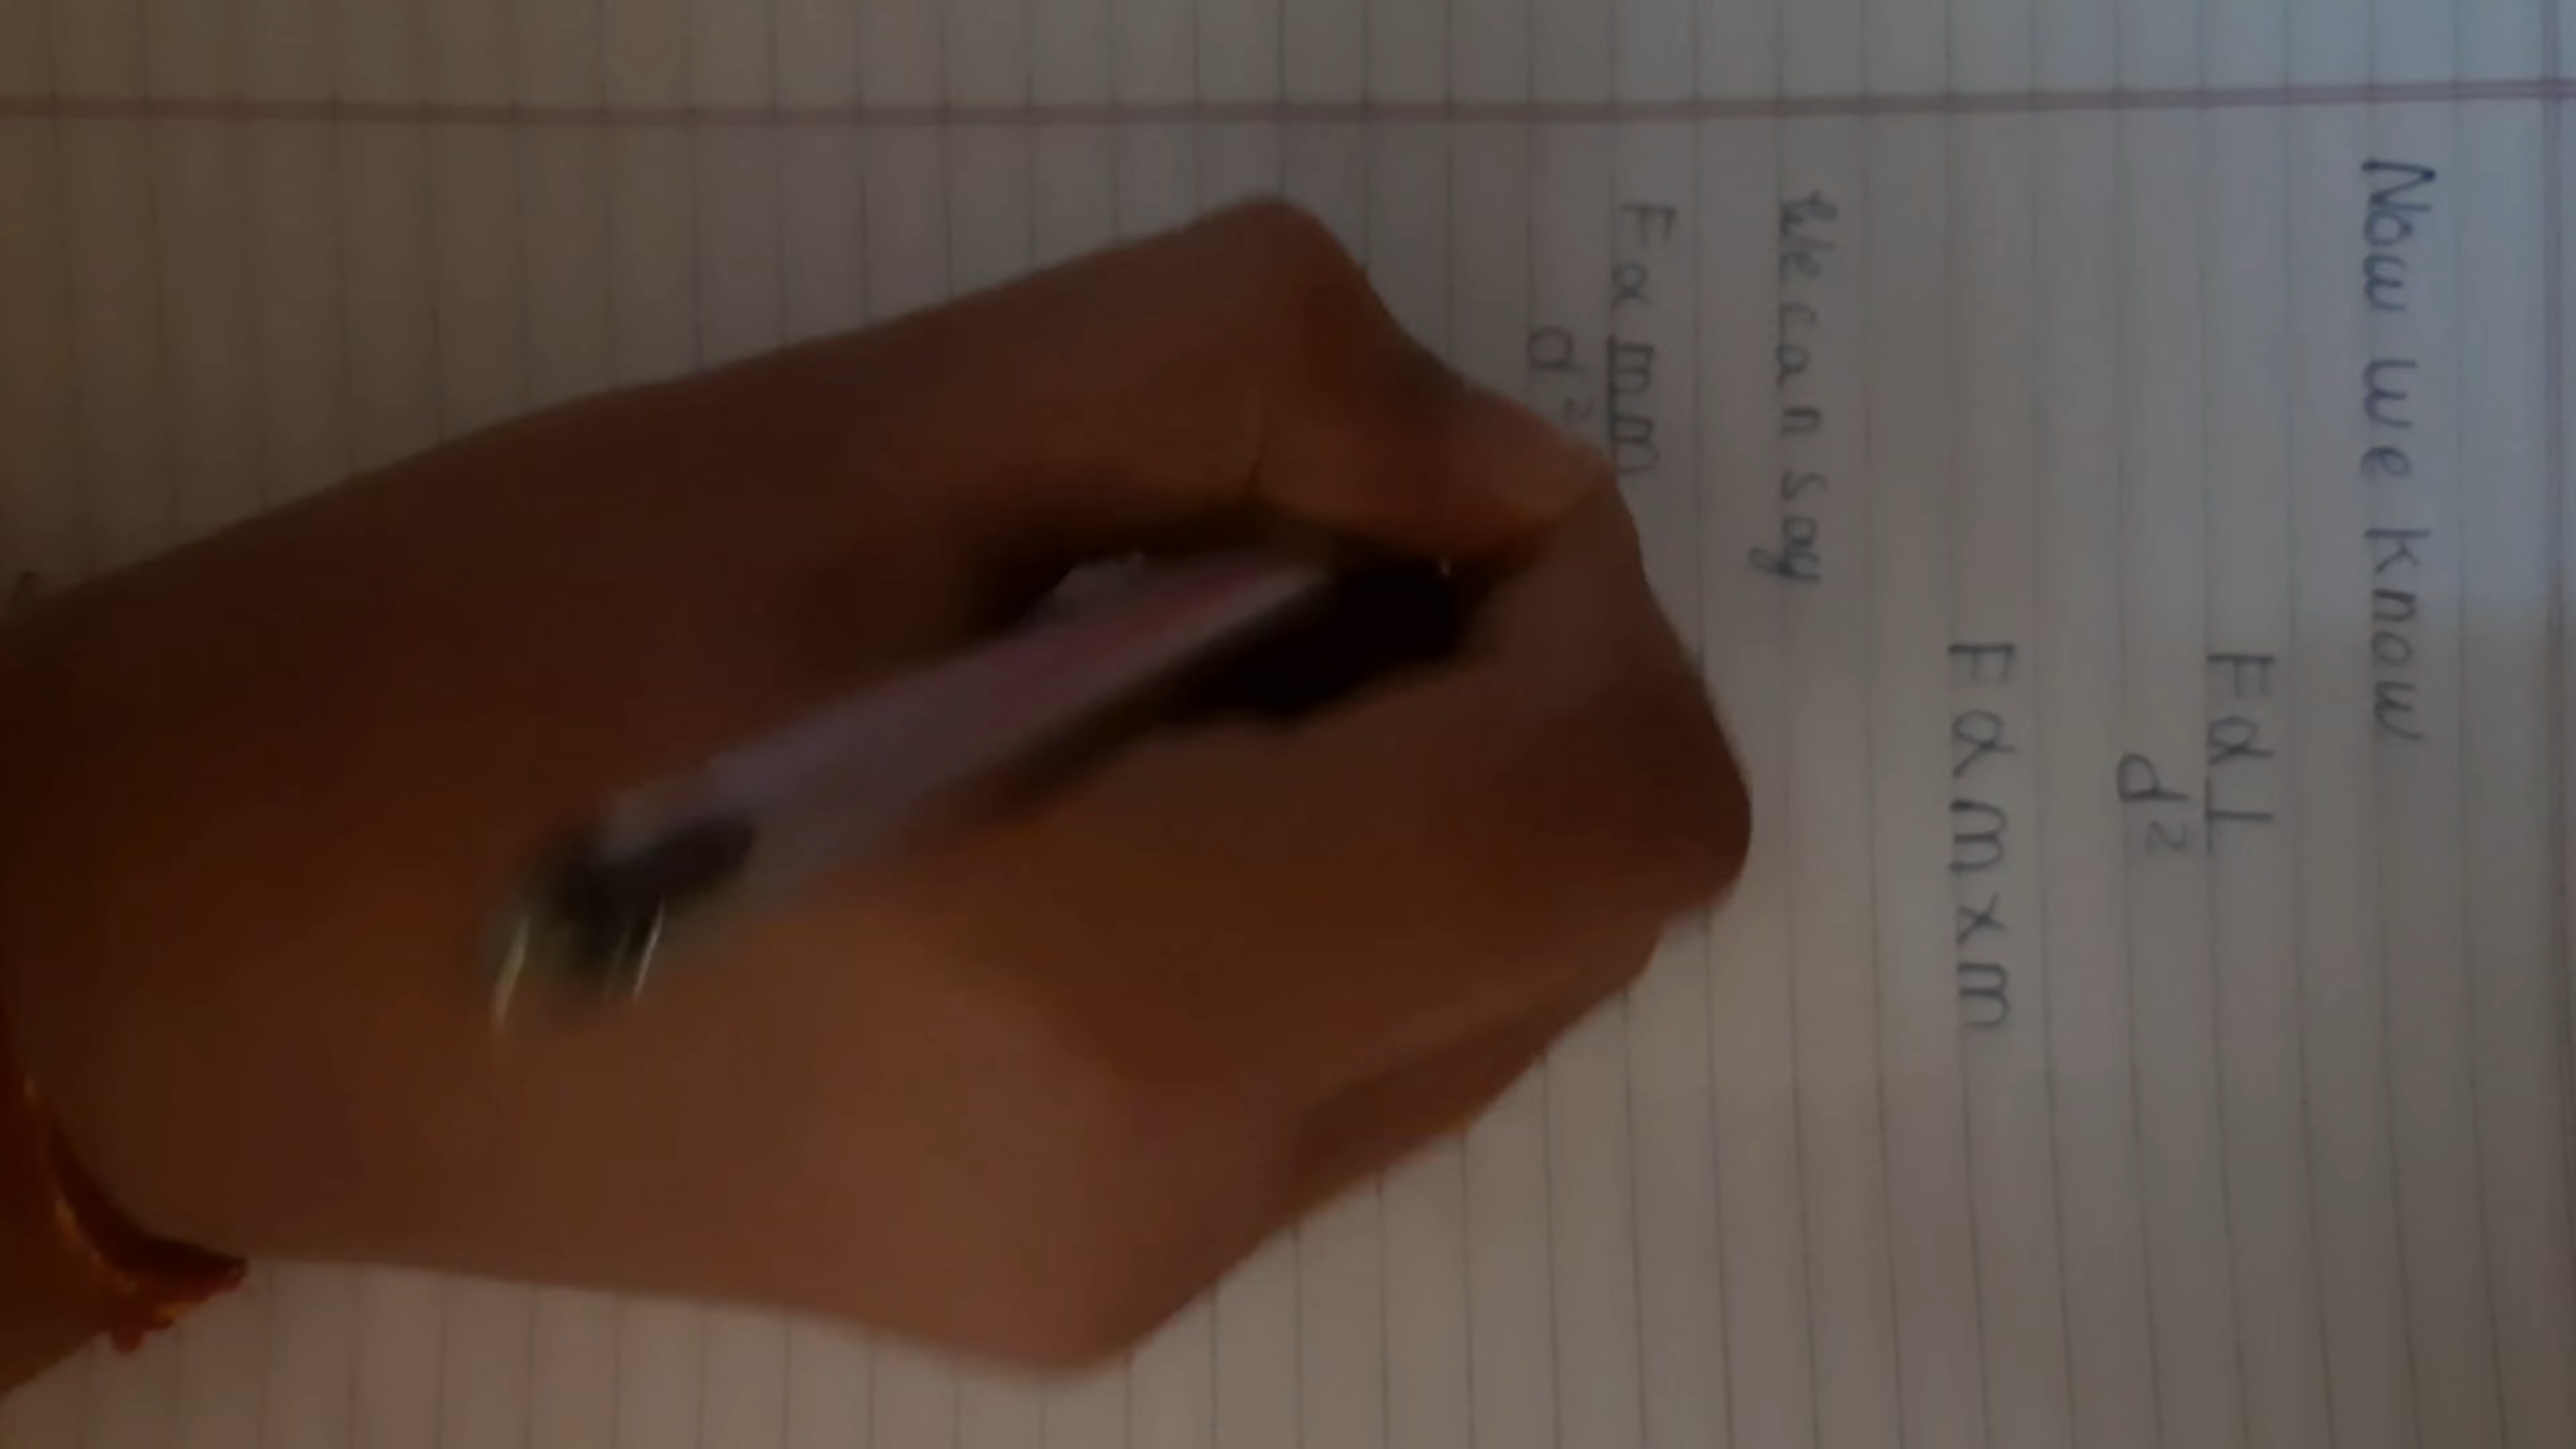 Now we know
F α 1
d²
F α m x m
We can say
F α mm
d²